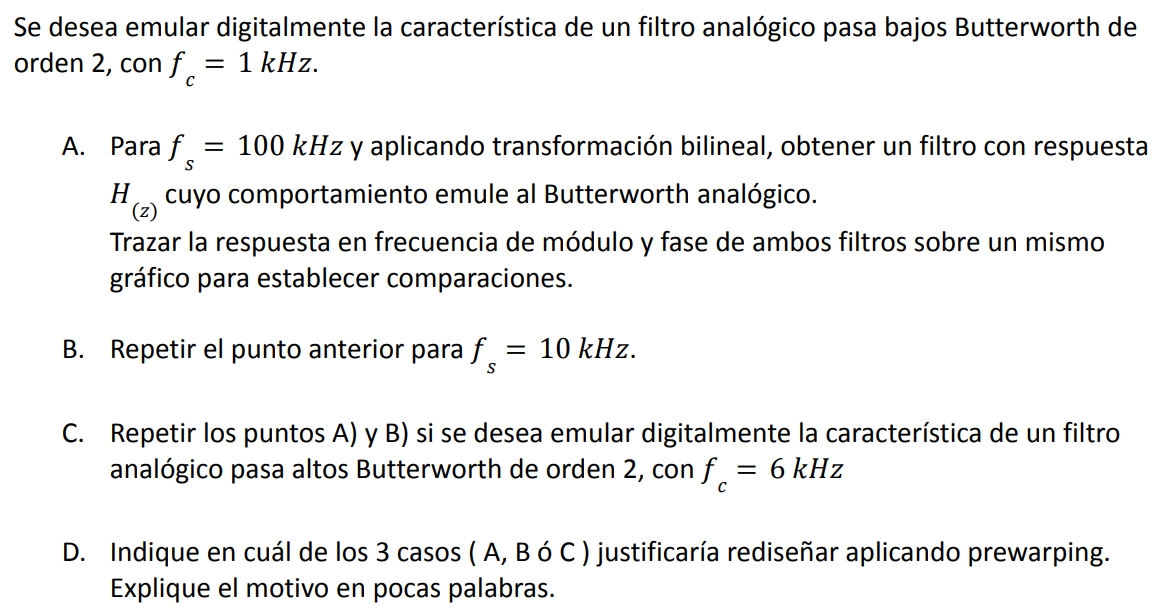 Se desea emular digitalmente la característica de un filtro analógico pasa bajos Butterworth de
orden 2, con f_c = 1 kHz.
A. Para f_s = 100 kHz y aplicando transformación bilineal, obtener un filtro con respuesta
H_(z) cuyo comportamiento emule al Butterworth analógico.
Trazar la respuesta en frecuencia de módulo y fase de ambos filtros sobre un mismo
gráfico para establecer comparaciones.
B. Repetir el punto anterior para f_s = 10 kHz.
C. Repetir los puntos A) y B) si se desea emular digitalmente la característica de un filtro
analógico pasa altos Butterworth de orden 2, con f_c = 6 kHz
D. Indique en cuál de los 3 casos ( A, B ó C ) justificaría rediseñar aplicando prewarping.
Explique el motivo en pocas palabras.